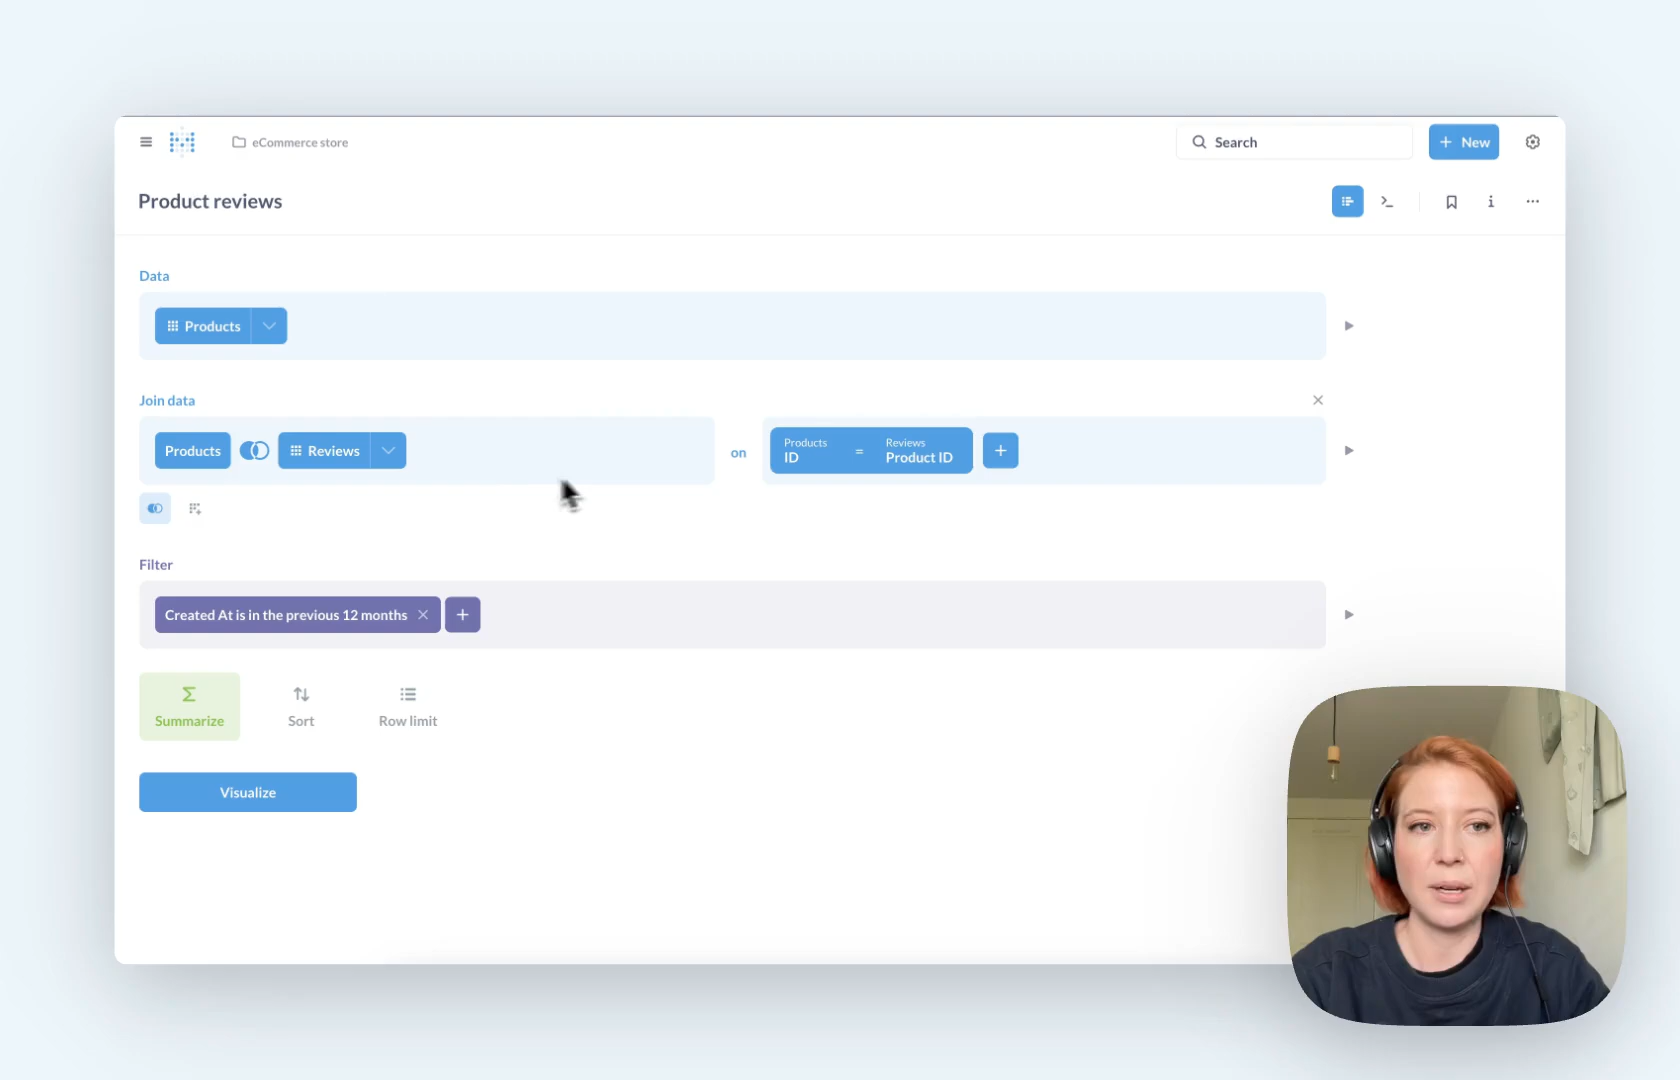 eCommerce store
Search
+ New
Product reviews
Data
Products
Join data
Products Reviews on Products ID = Reviews Product ID +
Filter
Created At is in the previous 12 months +
Summarize Sort Row limit
Visualize